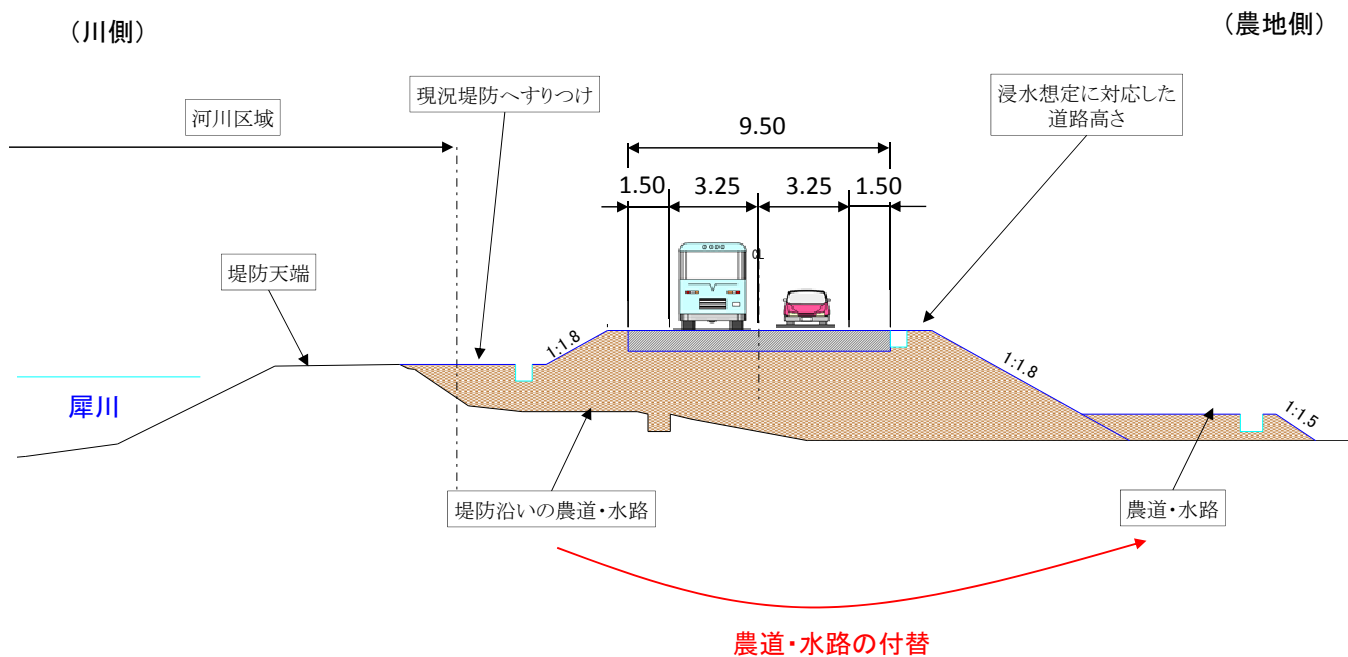 （川側）
（農地側）
河川区域
現況堤防へすりつけ
浸水想定に対応した
道路高さ
9.50
1.50
3.25
3.25
1.50
堤防天端
CL
1:1.8
1:1.8
1:1.5
犀川
堤防沿いの農道・水路
農道・水路
農道・水路の付替